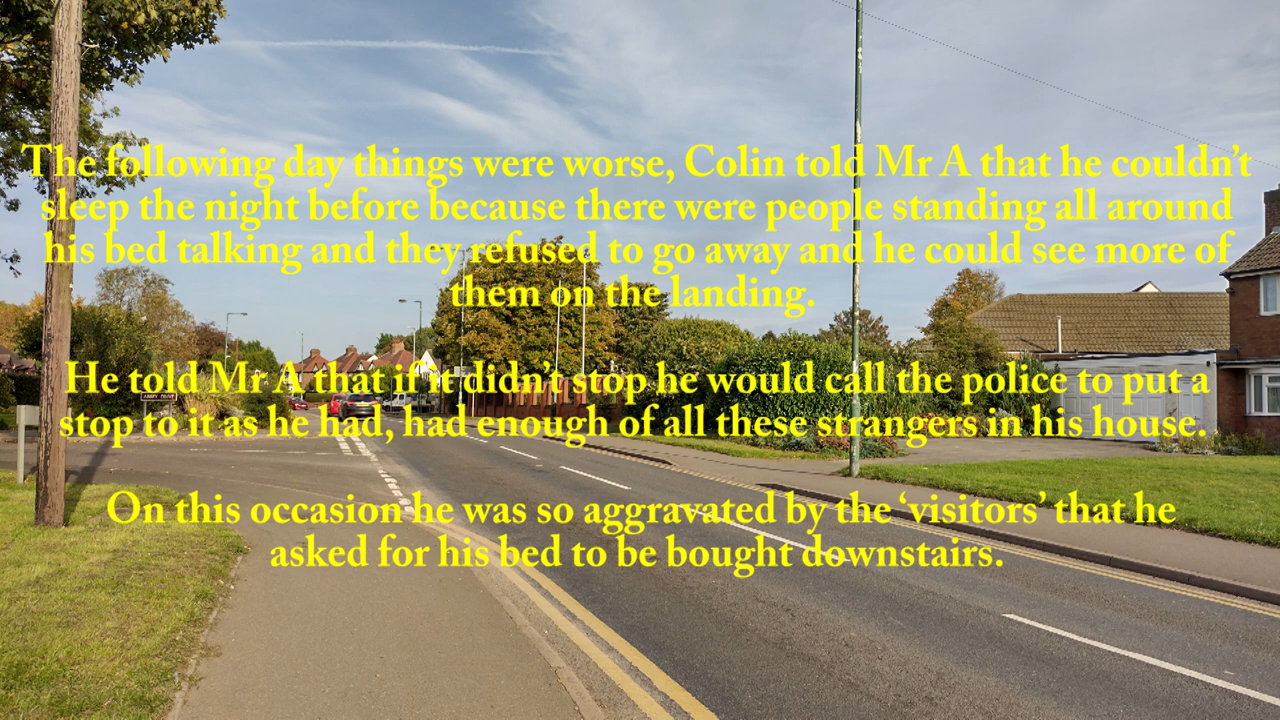 The following day things were worse, Colin told Mr A that he couldn’t
sleep the night before because there were people standing all around
his bed talking and they refused to go away and he could see more of
them on the landing.
He told Mr A that if it didn’t stop he would call the police to put a
stop to it as he had, had enough of all these strangers in his house.
On this occasion he was so aggravated by the ‘visitors’ that he
asked for his bed to be bought downstairs.